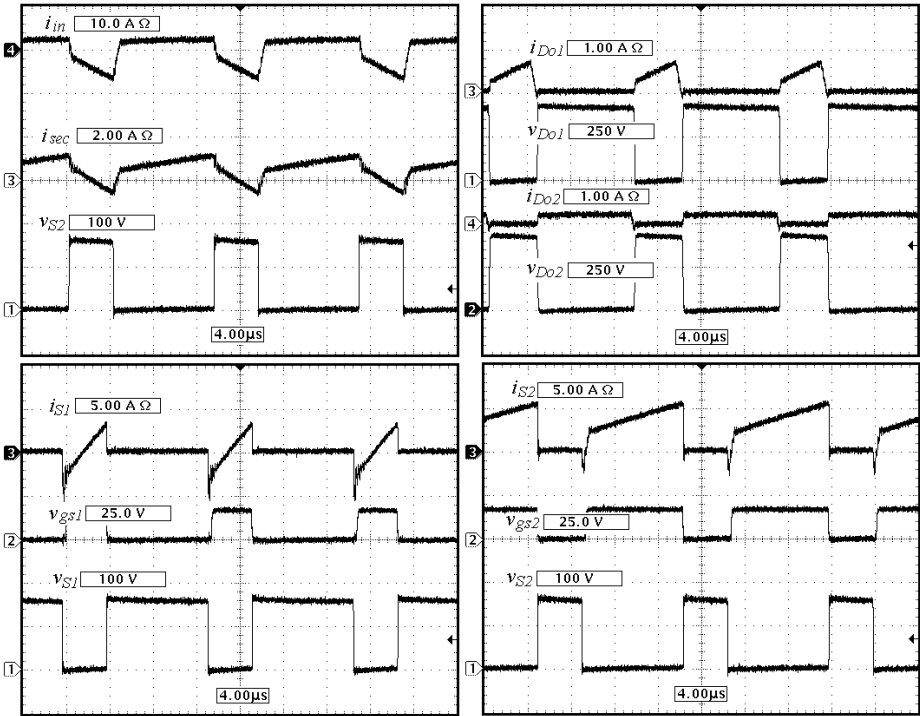 i_in 10.0 A Ω
4
i_sec 2.00 A Ω
3
v_S2 100 V
1
4.00µs
i_Do1 1.00 A Ω
3
v_Do1 250 V
1
i_Do2 1.00 A Ω
4
v_Do2 250 V
2
4.00µs
i_S1 5.00 A Ω
3
v_gs1 25.0 V
2
v_S1 100 V
1
4.00µs
i_S2 5.00 A Ω
3
v_gs2 25.0 V
2
v_S2 100 V
1
4.00µs